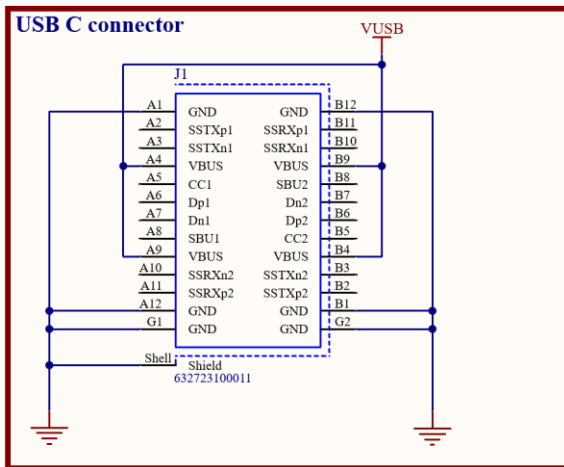 USB C connector
VUSB
J1
A1 GND GND B12
A2 SSTXp1 SSRXp1 B11
A3 SSTXn1 SSRXn1 B10
A4 VBUS VBUS B9
A5 CC1 SBU2 B8
A6 Dp1 Dn2 B7
A7 Dn1 Dp2 B6
A8 SBU1 CC2 B5
A9 VBUS VBUS B4
A10 SSRXn2 SSTXn2 B3
A11 SSRXp2 SSTXp2 B2
A12 GND GND B1
G1 GND GND G2
Shell Shield
632723100011